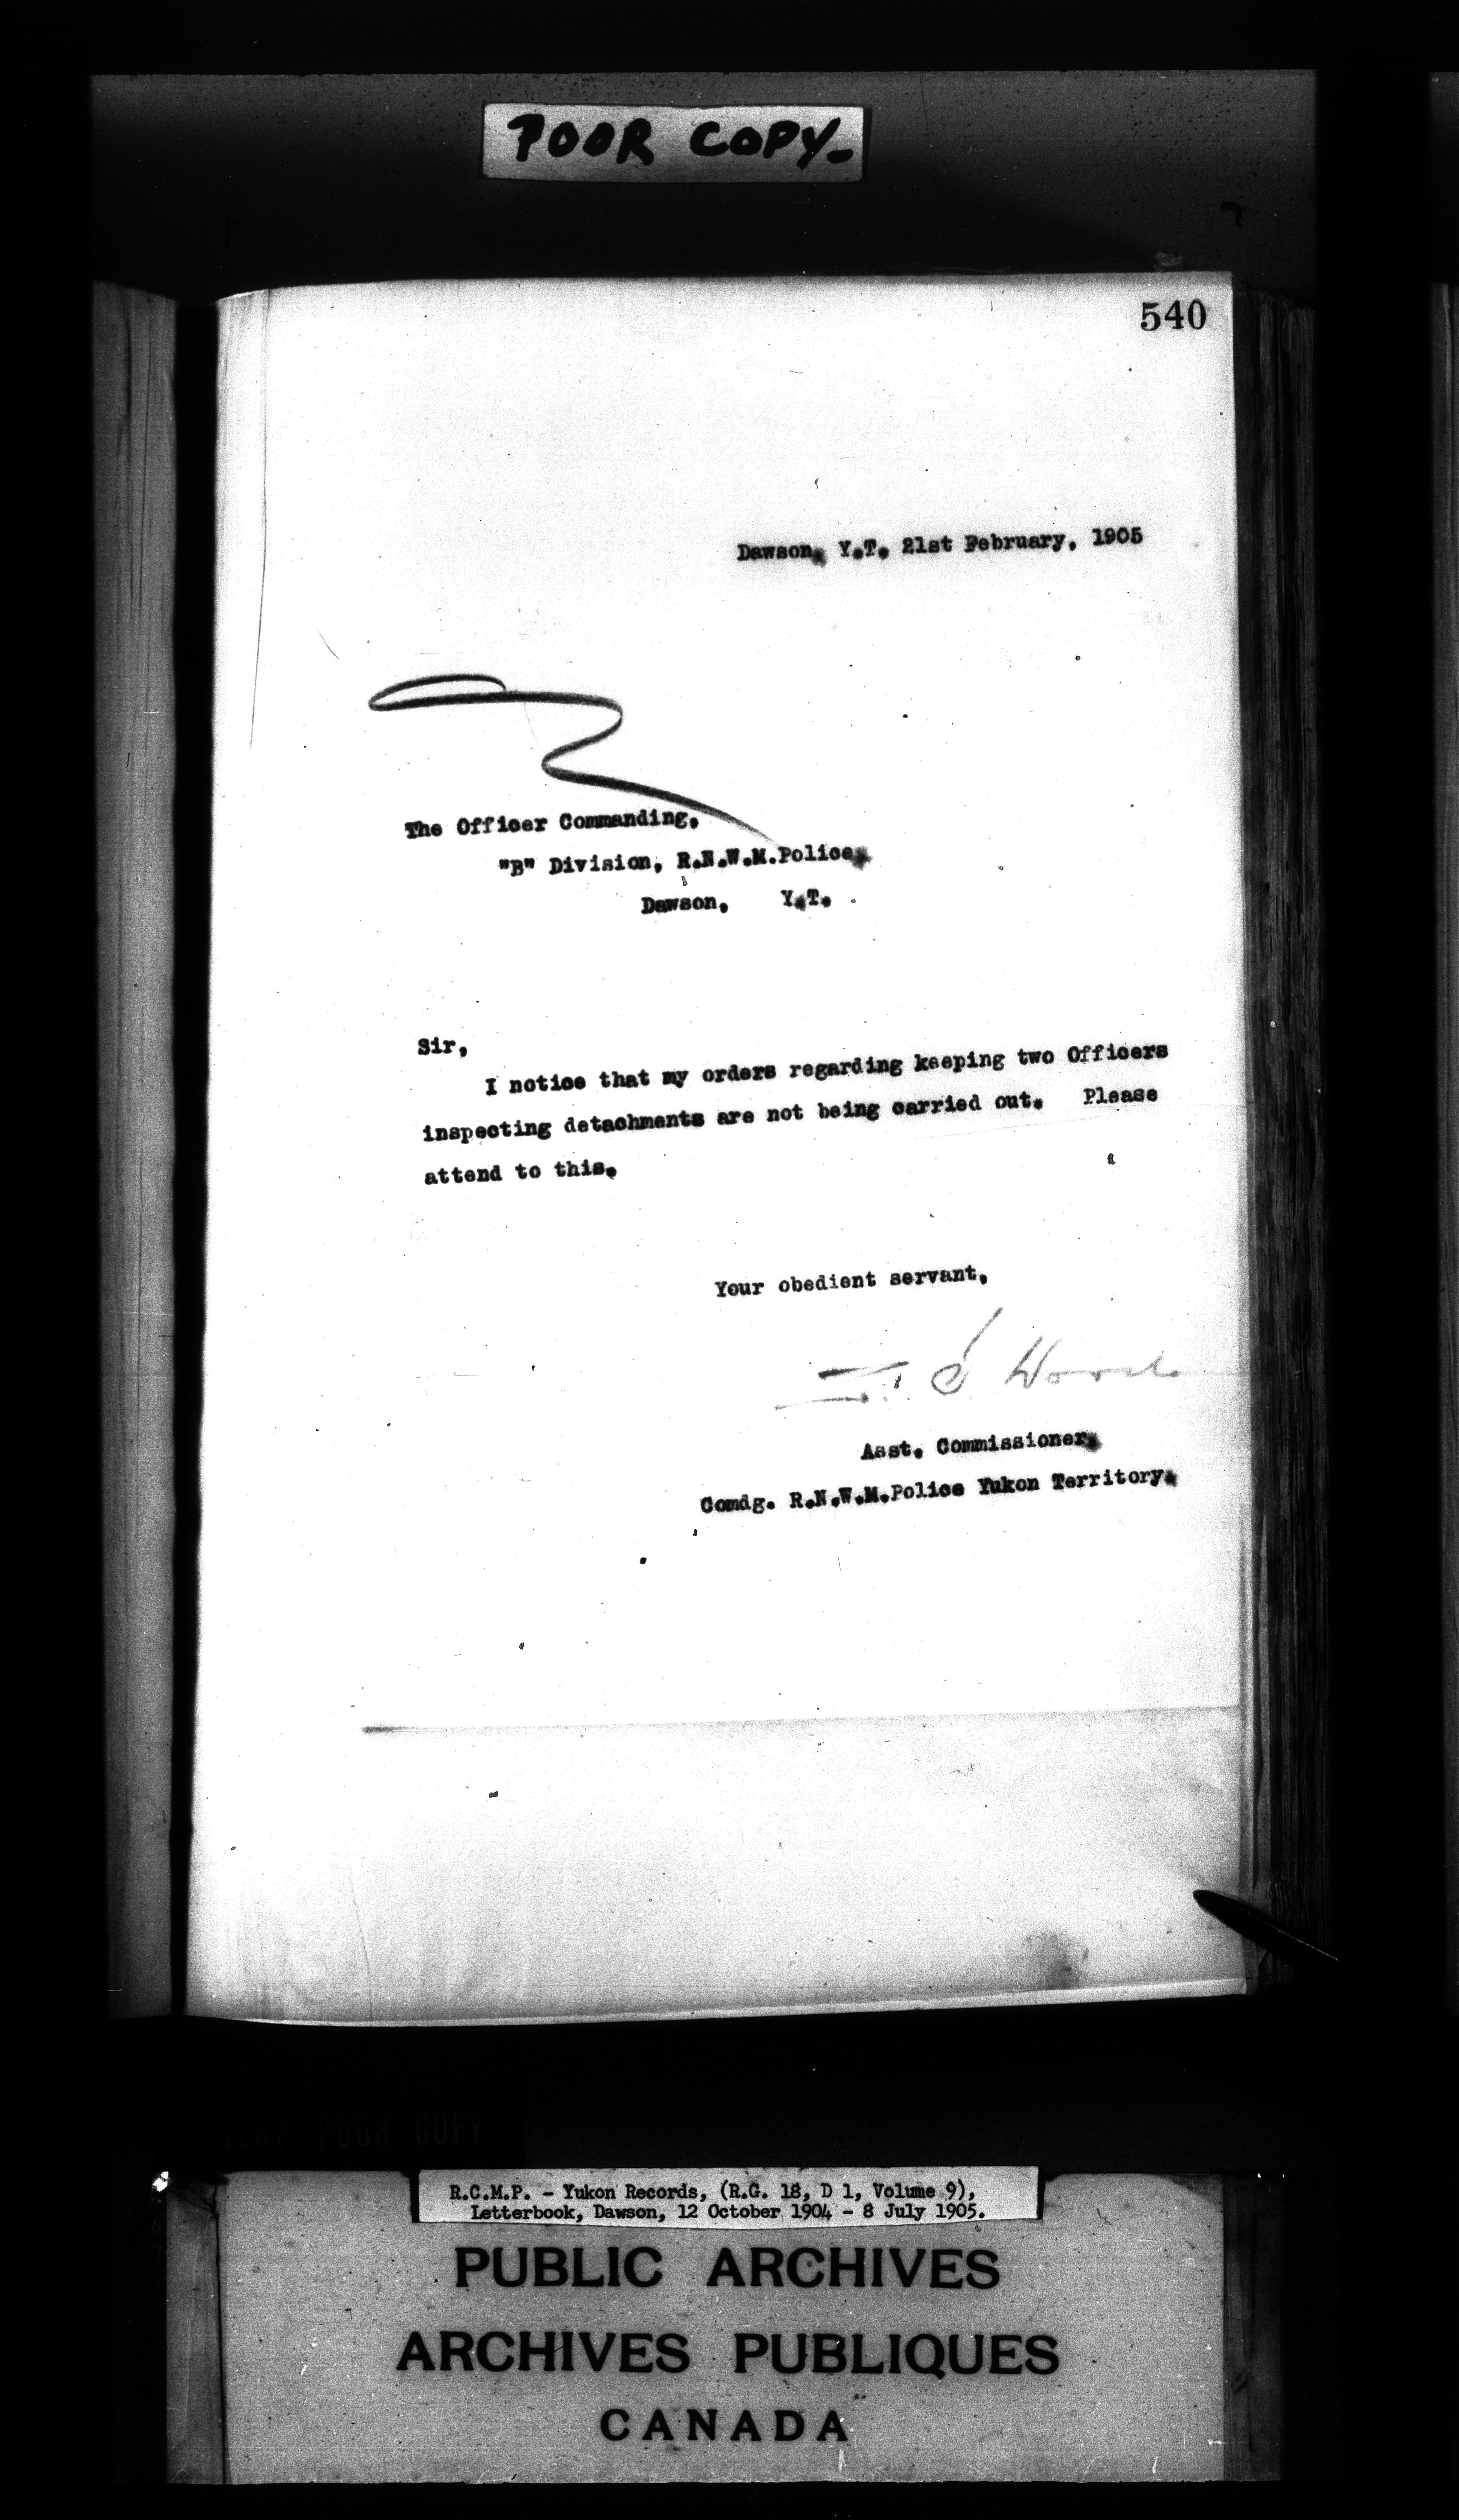 POOR COPY-
540
Dawson, Y.T. 21st February, 1905
The Officer Commanding,
"B" Division, R.N.W.M.Police,
Dawson, Y.T.
Sir,
I notice that my orders regarding keeping two Officers
inspecting detachments are not being carried out. Please
attend to this.
Your obedient servant,
Asst. Commissioner,
Comdg. R.N.W.M.Police Yukon Territory.
VERY POOR COPY
R.C.M.P. - Yukon Records, (R.G. 18, D 1, Volume 9),
Letterbook, Dawson, 12 October 1904 - 8 July 1905.
PUBLIC ARCHIVES
ARCHIVES PUBLIQUES
CANADA